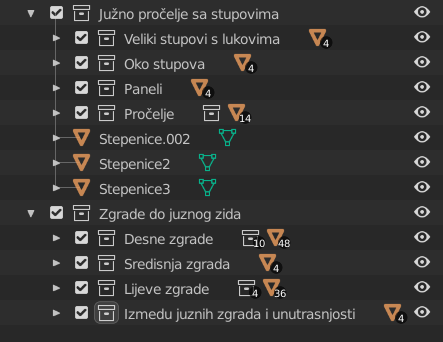 Južno pročelje sa stupovima
Veliki stupovi s lukovima 4
Oko stupova 4
Paneli 4
Pročelje 14
Stepenice.002
Stepenice2
Stepenice3
Zgrade do juznog zida
Desne zgrade 10 48
Sredisnja zgrada 4
Lijeve zgrade 4 36
Izmedu juznih zgrada i unutrasnjosti 4